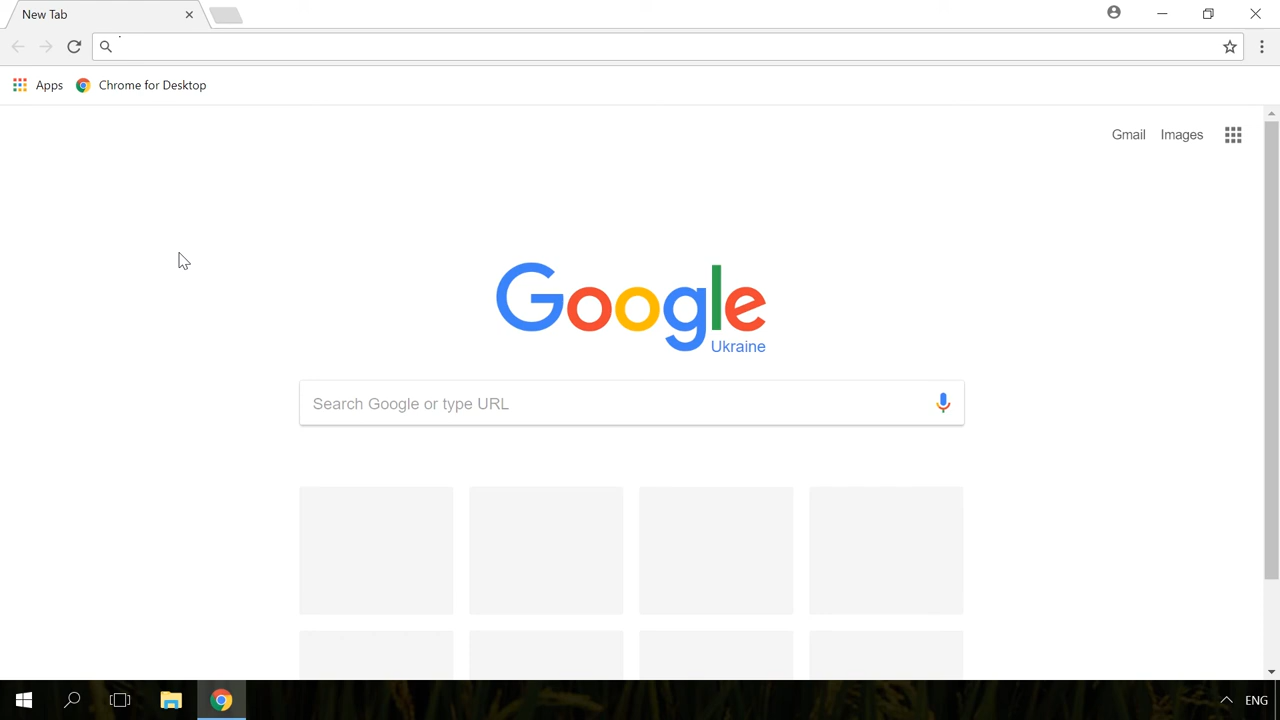 New Tab
Apps
Chrome for Desktop
Gmail
Images
Google
Ukraine
Search Google or type URL
ENG